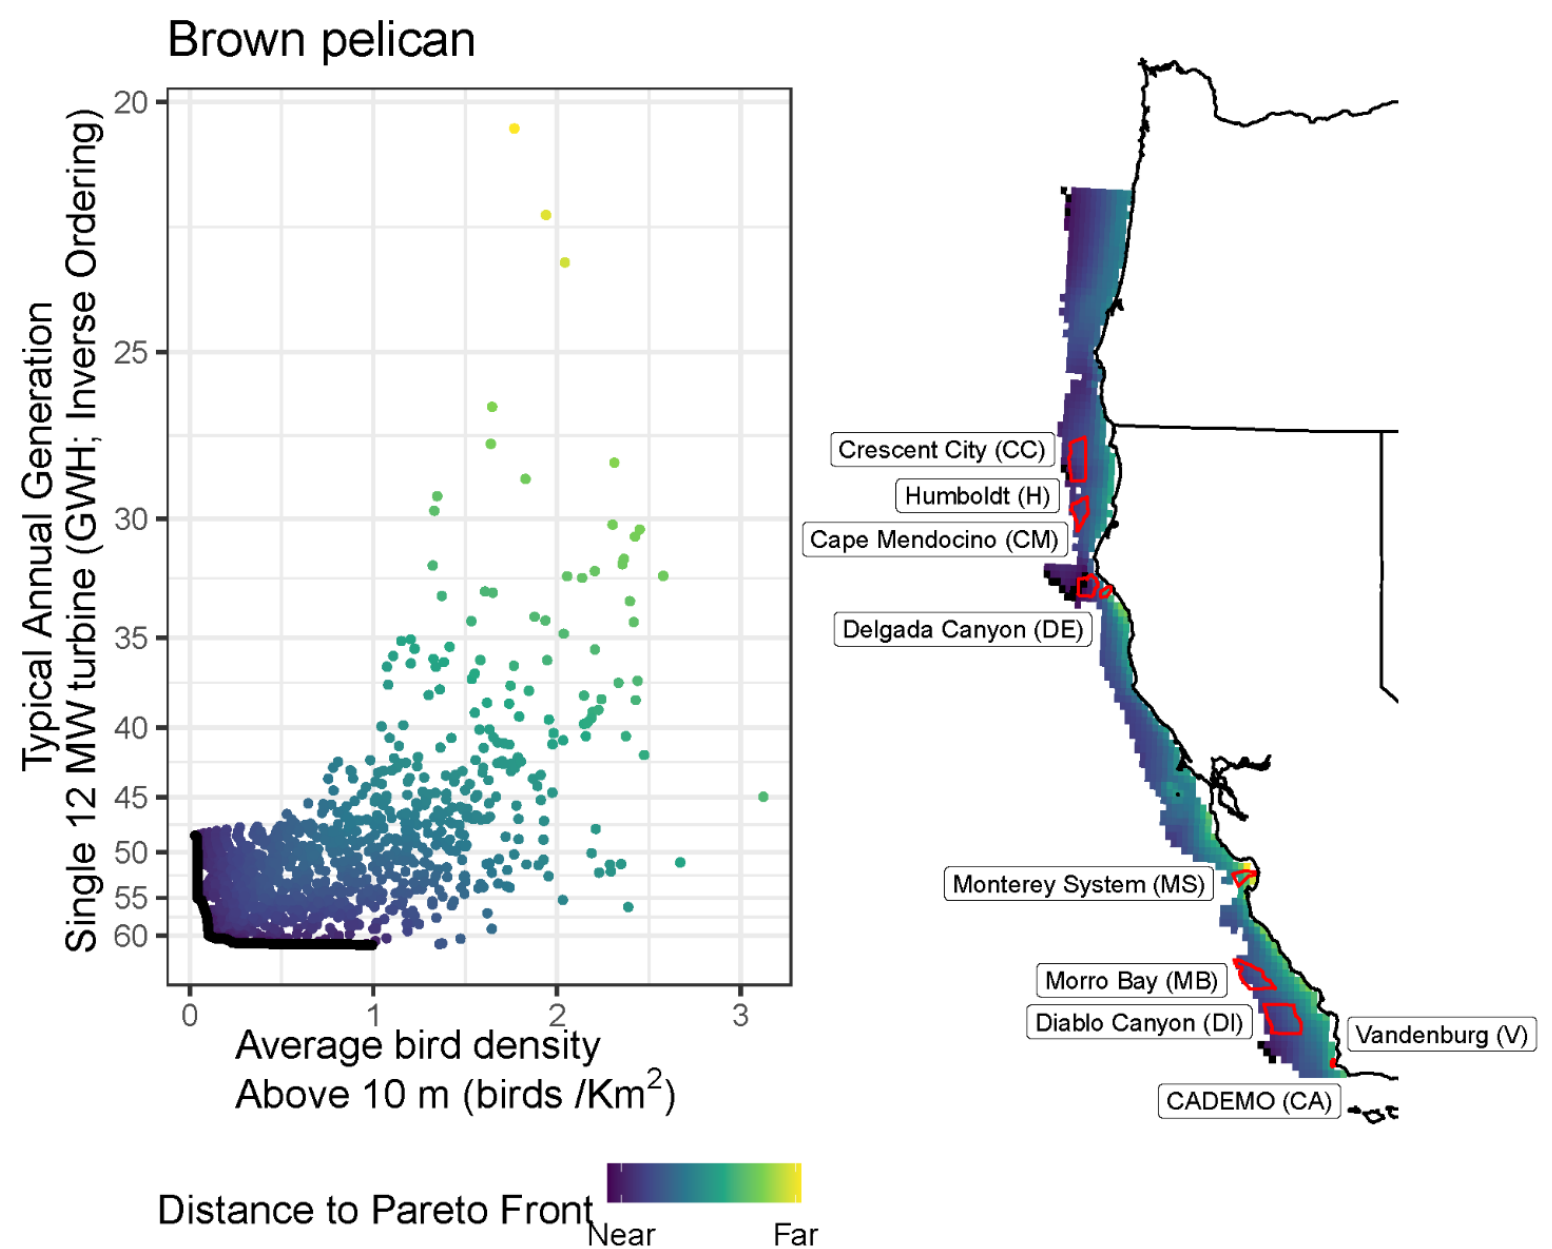 Brown pelican
Typical Annual Generation
Single 12 MW turbine (GWH; Inverse Ordering)
20
25
30
35
40
45
50
55
60
0
1
2
3
Average bird density
Above 10 m (birds /Km²)
Crescent City (CC)
Humboldt (H)
Cape Mendocino (CM)
Delgada Canyon (DE)
Monterey System (MS)
Morro Bay (MB)
Diablo Canyon (DI)
Vandenburg (V)
CADEMO (CA)
Distance to Pareto Front
Near
Far